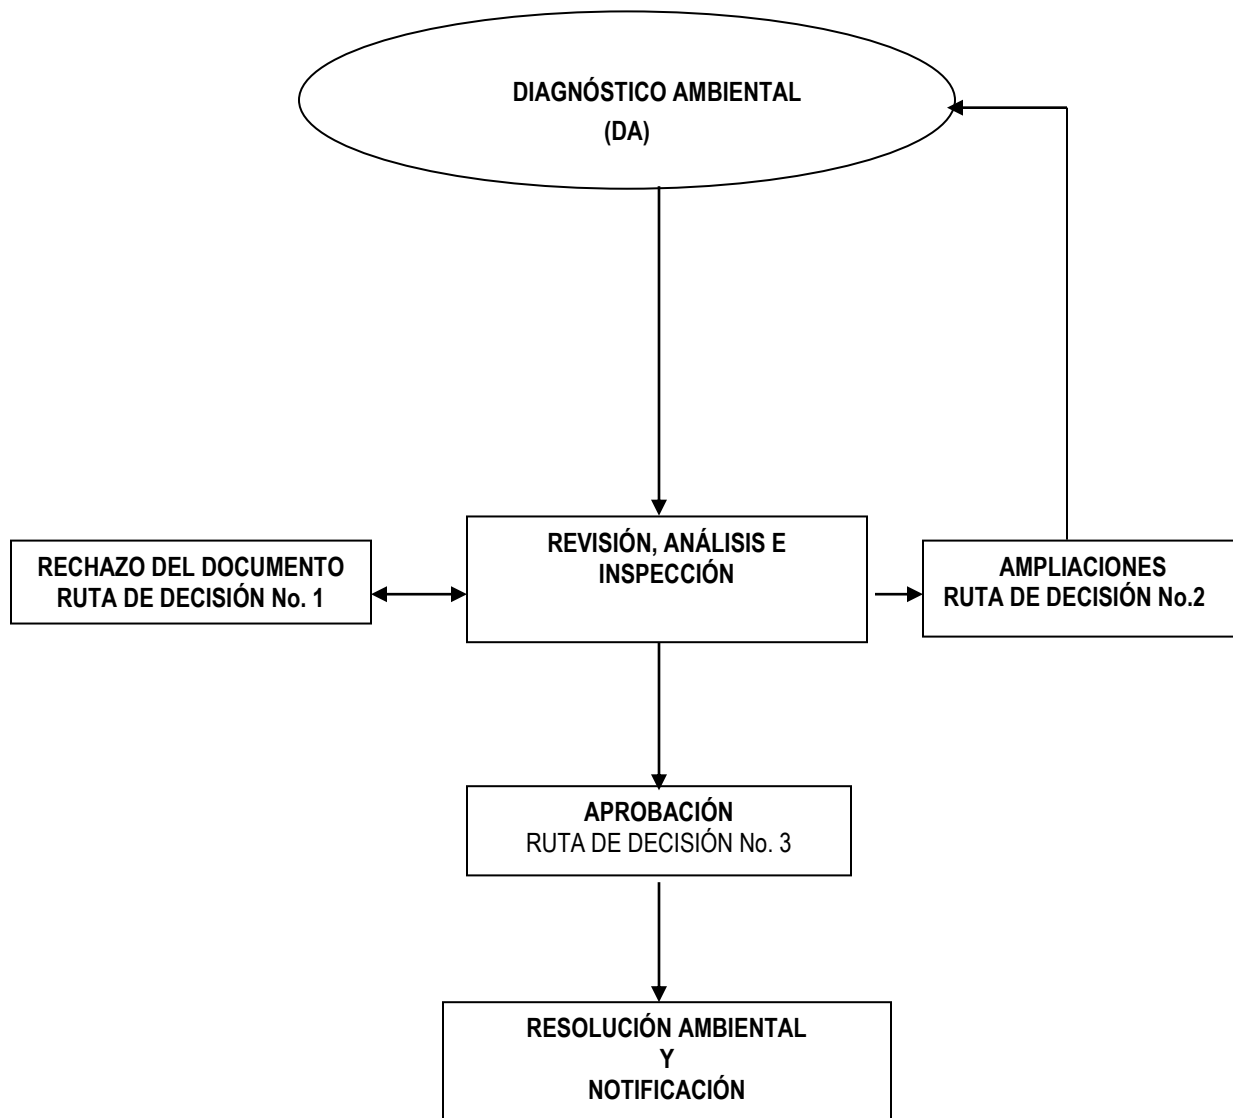 DIAGNÓSTICO AMBIENTAL
(DA)
REVISIÓN, ANÁLISIS E
INSPECCIÓN
RECHAZO DEL DOCUMENTO
RUTA DE DECISIÓN No. 1
AMPLIACIONES
RUTA DE DECISIÓN No.2
APROBACIÓN
RUTA DE DECISIÓN No. 3
RESOLUCIÓN AMBIENTAL
Y
NOTIFICACIÓN